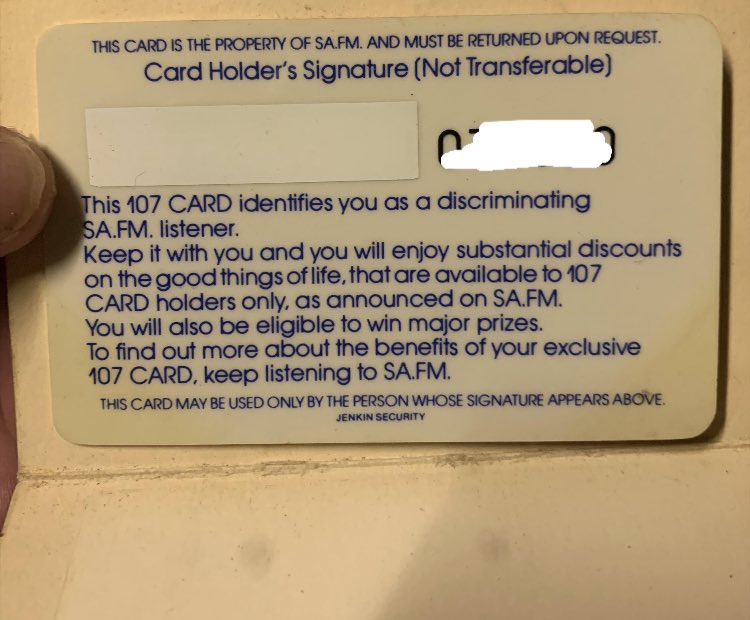 THIS CARD IS THE PROPERTY OF SA.FM. AND MUST BE RETURNED UPON REQUEST.
Card Holder's Signature (Not Transferable)
This 107 CARD identifies you as a discriminating
SA.FM. listener.
Keep it with you and you will enjoy substantial discounts
on the good things of life, that are available to 107
CARD holders only, as announced on SA.FM.
You will also be eligible to win major prizes.
To find out more about the benefits of your exclusive
107 CARD, keep listening to SA.FM.
THIS CARD MAY BE USED ONLY BY THE PERSON WHOSE SIGNATURE APPEARS ABOVE.
JENKIN SECURITY